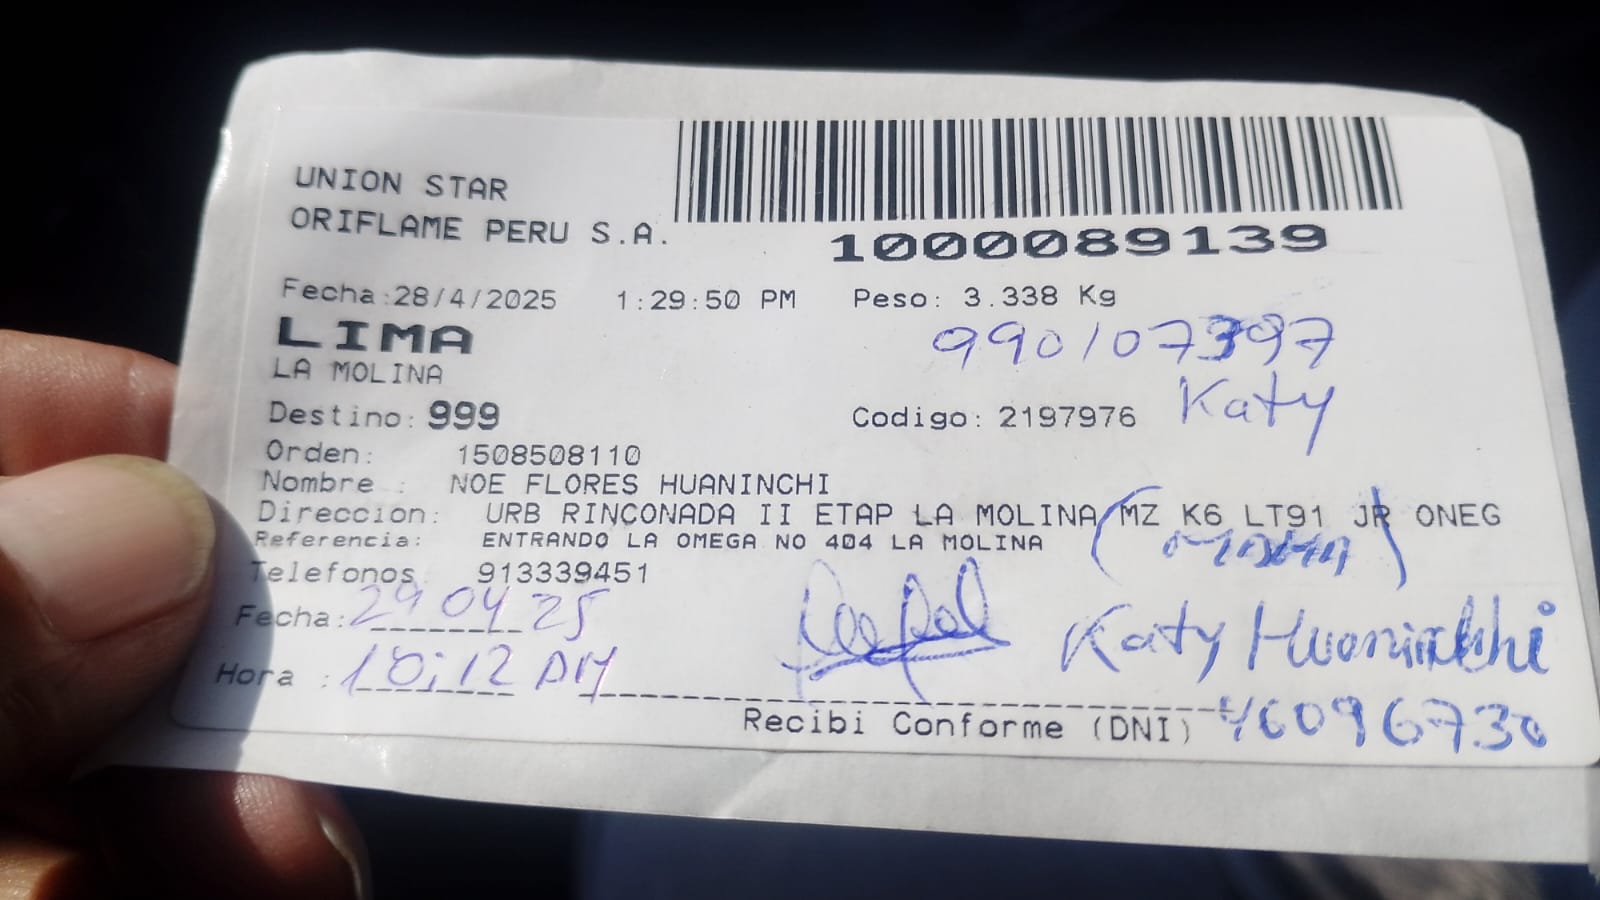 UNION STAR
ORIFLAME PERU S.A.
1000089139
Fecha:28/4/2025 1:29:50 PM Peso: 3.338 Kg
LIMA
990107397
LA MOLINA
Katy
Destino: 999 Codigo: 2197976
Orden: 1508508110
Nombre : NOE FLORES HUANINCHI
Direccion: URB RINCONADA II ETAP LA MOLINA MZ K6 LT91 JR ONEG
Referencia: ENTRANDO LA OMEGA NO 404 LA MOLINA
Telefonos 913339451
Fecha: 29 04 25
Katy Huaninchi
Hora : 10:12 AM
Recibi Conforme (DNI) 46096730